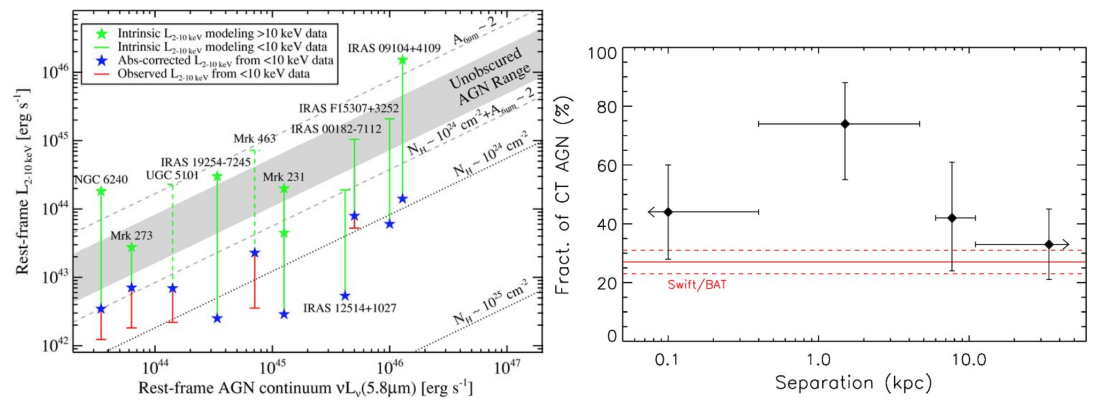 Intrinsic L2-10 keV modeling >10 keV data
Intrinsic L2-10 keV modeling <10 keV data
Abs-corrected L2-10 keV from <10 keV data
Observed L2-10 keV from <10 keV data
IRAS 09104+4109
A6μm ~ 2
Unobscured
AGN Range
IRAS F15307+3252
IRAS 00182-7112
Mrk 463
IRAS 19254-7245
NGC 6240
UGC 5101
Mrk 231
Mrk 273
IRAS 12514+1027
NH ~ 10^24 cm^-2+A6μm ~ 2
NH ~ 10^24 cm^-2
NH ~ 10^25 cm^-2
10^46
10^45
10^44
10^43
10^42
Rest-frame L2-10 keV [erg s^-1]
10^44 10^45 10^46 10^47
Rest-frame AGN continuum νLν(5.8μm) [erg s^-1]
Fract. of CT AGN (%)
100
80
60
40
20
0
Swift/BAT
0.1 1.0 10.0
Separation (kpc)